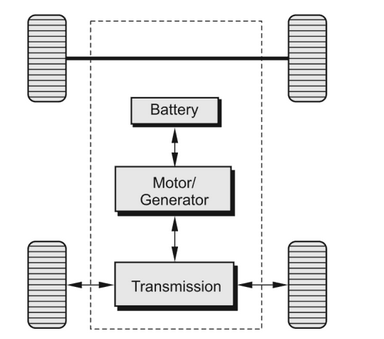 Battery
Motor/
Generator
Transmission